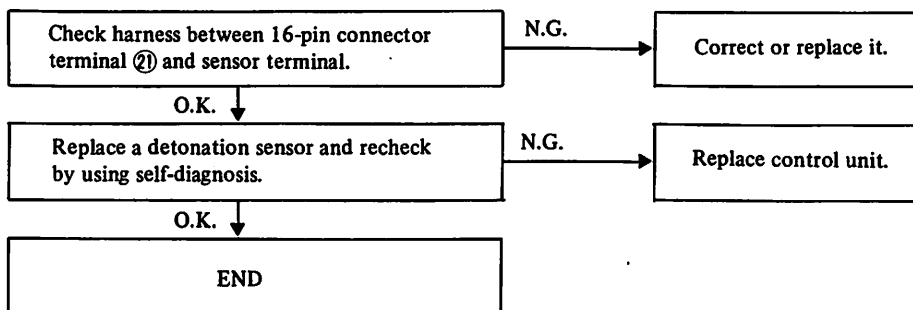 Check harness between 16-pin connector
terminal ㉑ and sensor terminal.
N.G.
Correct or replace it.
O.K.
Replace a detonation sensor and recheck
by using self-diagnosis.
N.G.
Replace control unit.
O.K.
END